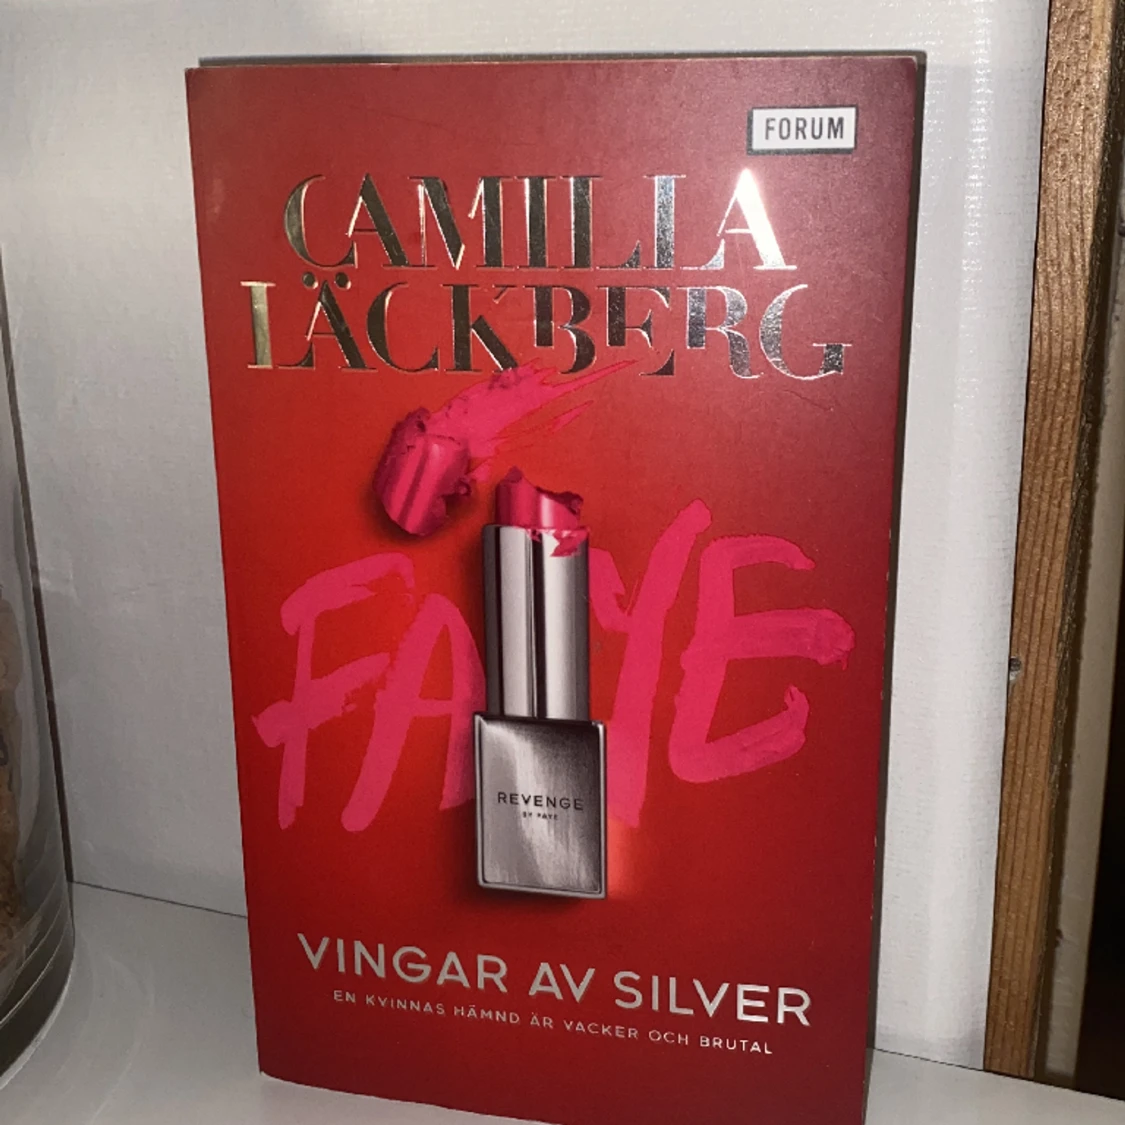 FORUM
CAMILLA
LÄCKBERG
FAYE
REVENGE
BY FAYE
VINGAR AV SILVER
EN KVINNAS HÄMND ÄR VACKER OCH BRUTAL